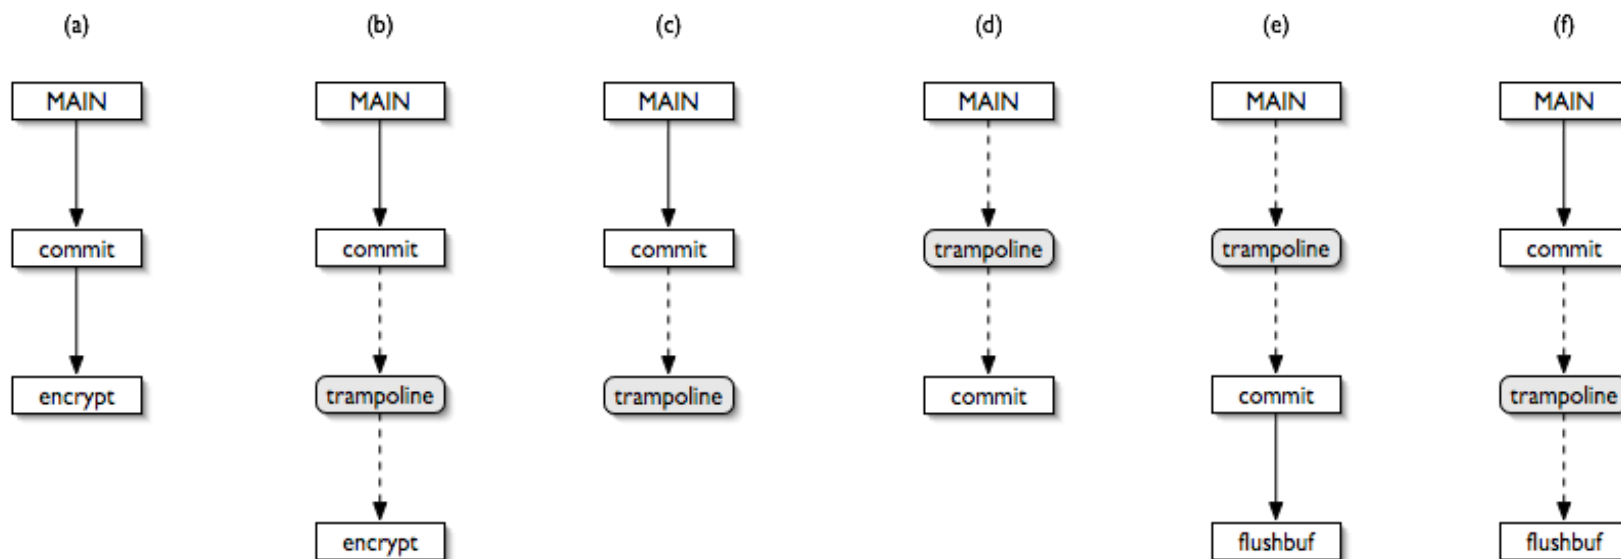 (a) (b) (c) (d) (e) (f)
MAIN MAIN MAIN MAIN MAIN MAIN
commit commit commit trampoline trampoline commit
encrypt trampoline trampoline commit commit trampoline
encrypt flushbuf flushbuf